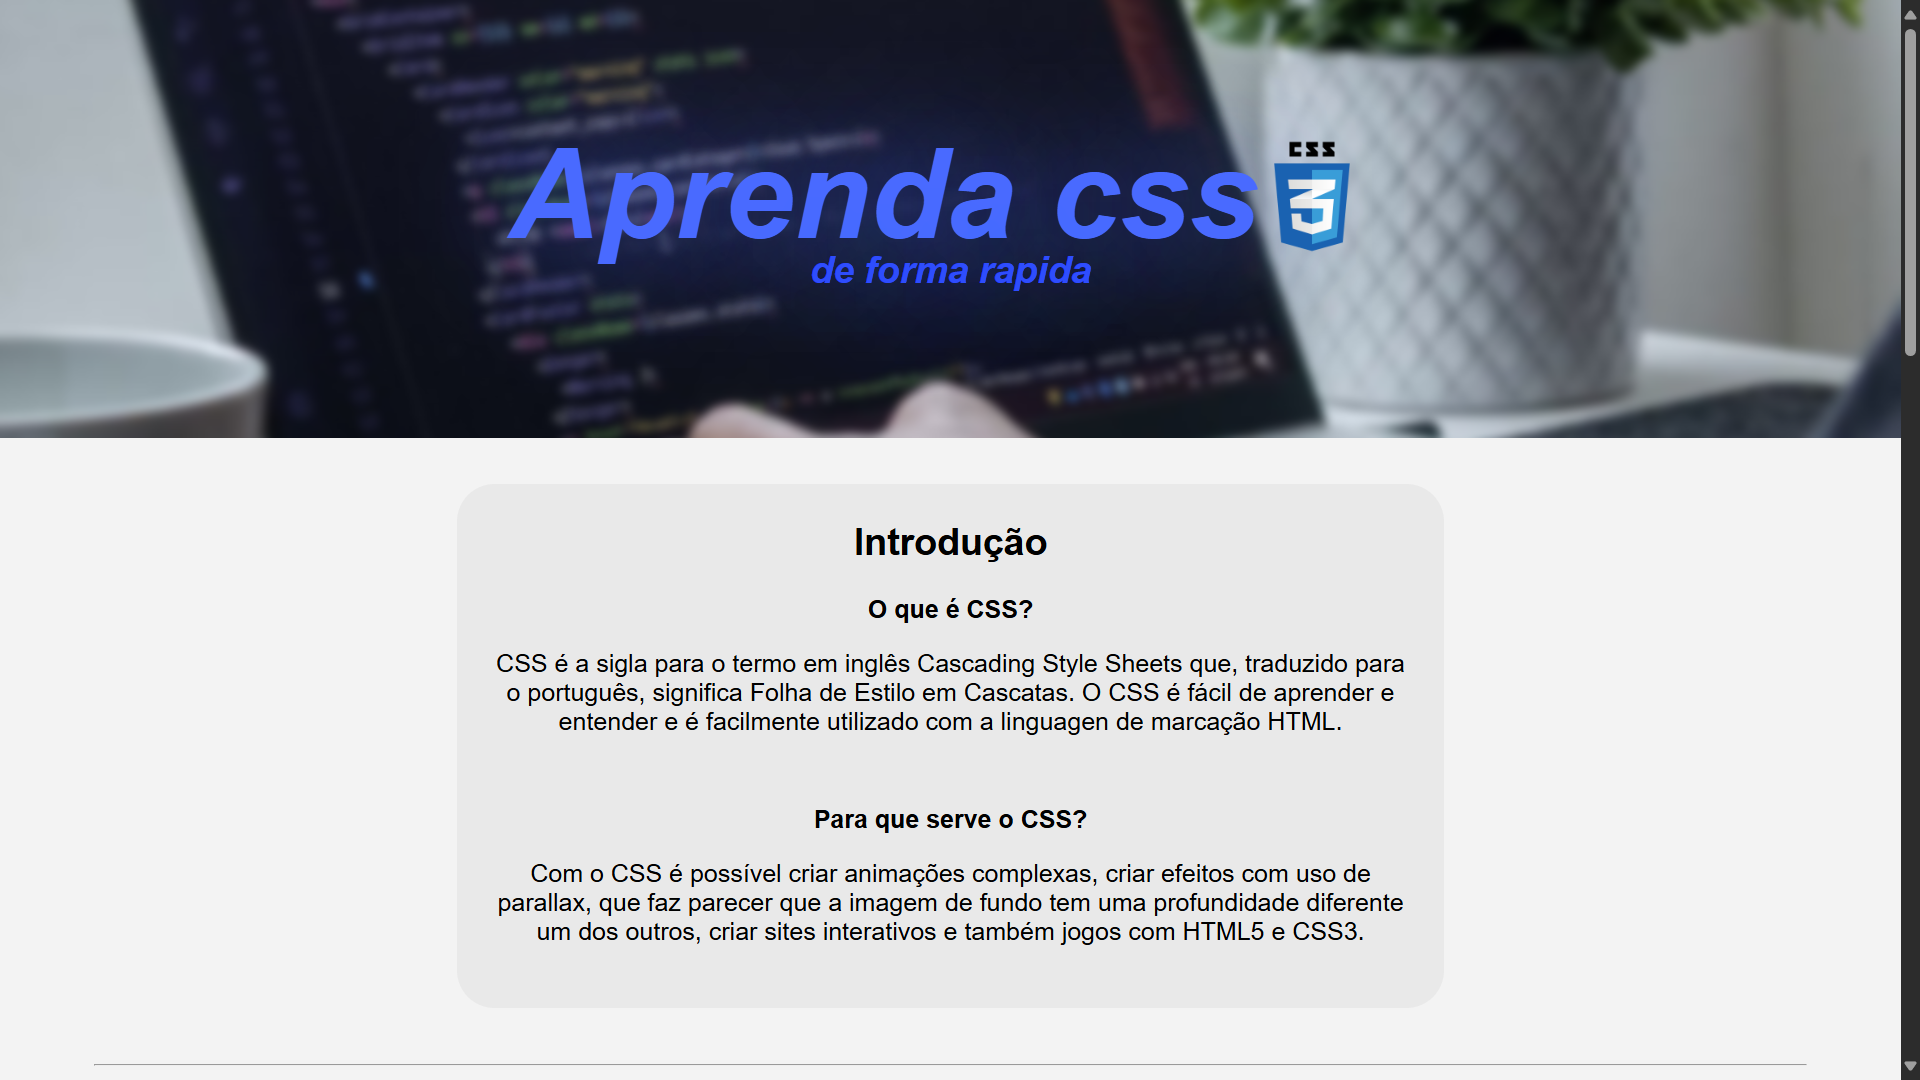 Aprenda css
CSS
3
de forma rapida
Introdução
O que é CSS?
CSS é a sigla para o termo em inglês Cascading Style Sheets que, traduzido para
o português, significa Folha de Estilo em Cascatas. O CSS é fácil de aprender e
entender e é facilmente utilizado com a linguagen de marcação HTML.
Para que serve o CSS?
Com o CSS é possível criar animações complexas, criar efeitos com uso de
parallax, que faz parecer que a imagem de fundo tem uma profundidade diferente
um dos outros, criar sites interativos e também jogos com HTML5 e CSS3.